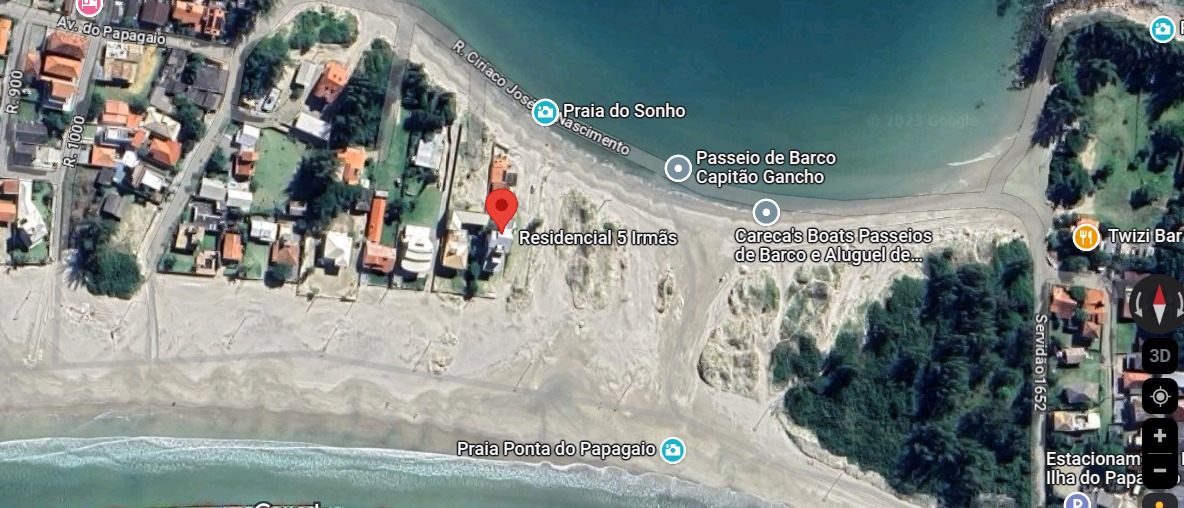 Av. do Papagaio
R. 900
R. 1000
R. Ciriaco José Nascimento
Praia do Sonho
© 2023 Google
Passeio de Barco
Capitão Gancho
Careca's Boats Passeios
de Barco e Aluguel de...
Residencial 5 Irmãs
Twizi Bar
Servidão 1652
3D
Praia Ponta do Papagaio
+
−
Estacionam
Ilha do Papa
P